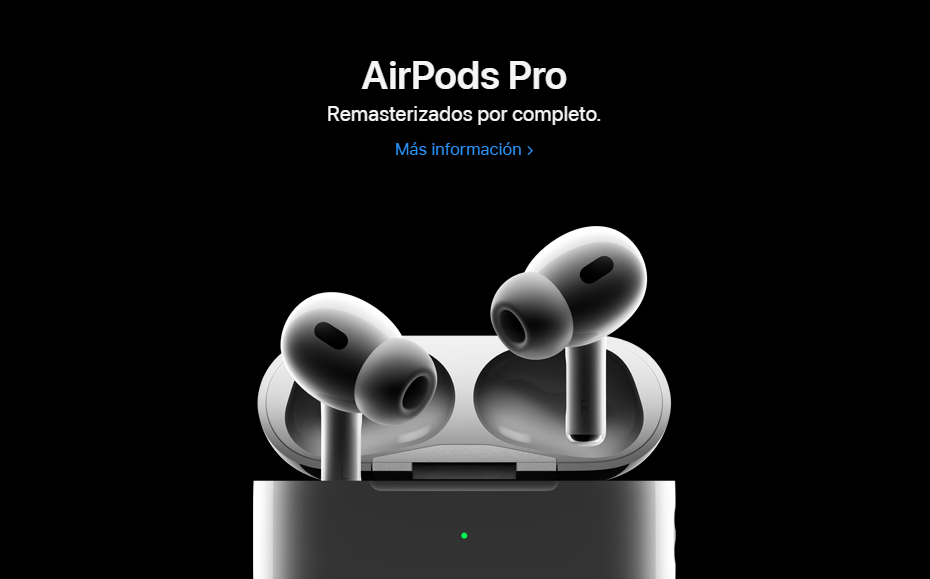 AirPods Pro
Remasterizados por completo.
Más información >
R
L